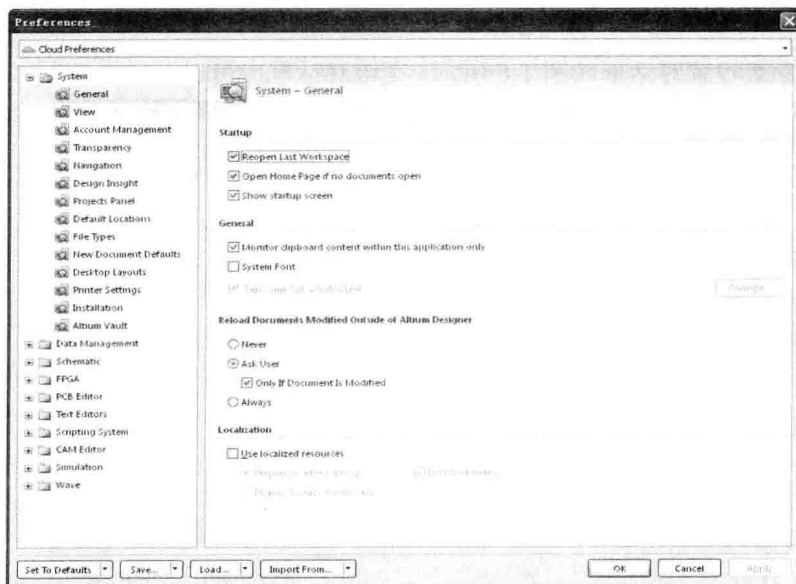 Preferences
Cloud Preferences
System
General
View
Account Management
Transparency
Navigation
Design Insight
Projects Panel
Default Locations
File Types
New Document Defaults
Desktop Layouts
Printer Settings
Installation
Altium Vault
Data Management
Schematic
FPGA
PCB Editor
Text Editors
Scripting System
CAM Editor
Simulation
Wave
System – General
Startup
Reopen Last Workspace
Open Home Page if no documents open
Show startup screen
General
Monitor clipboard content within this application only
System Font
Change
Reload Documents Modified Outside of Altium Designer
Never
Ask User
Only If Document Is Modified
Always
Localization
Use localized resources
Set To Defaults
Save...
Load...
Import From...
OK
Cancel
Apply